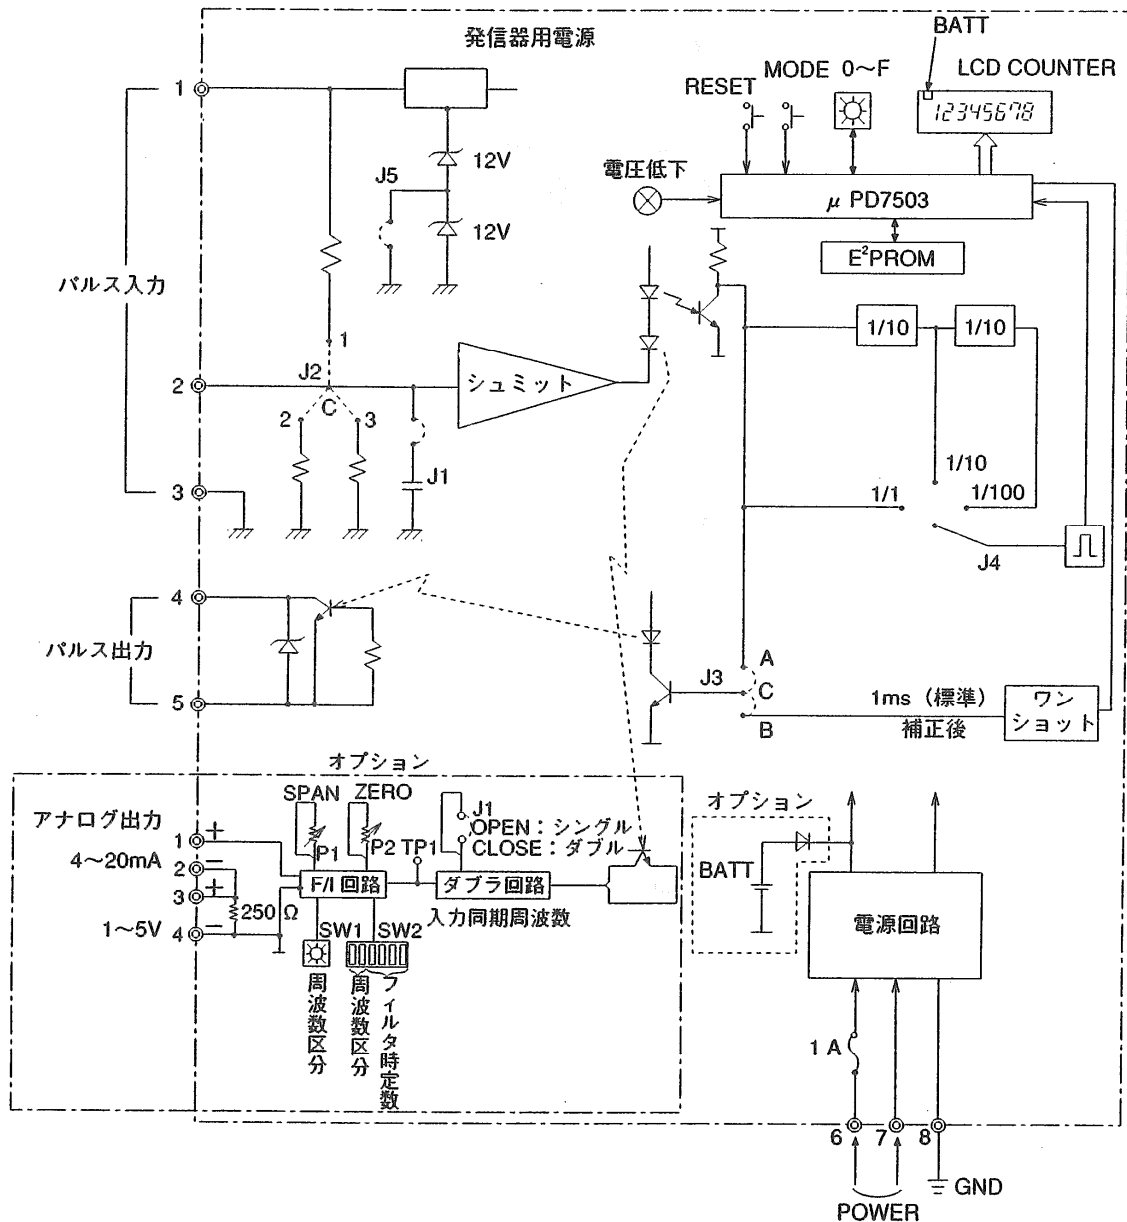 発信器用電源
BATT
MODE 0～F
LCD COUNTER
RESET
12345678
1
12V
J5
電圧低下
μ PD7503
12V
E²PROM
パルス入力
1
1/10
1/10
2
J2
シュミット
C
2
3
J1
1/10
3
1/1
1/100
J4
4
パルス出力
A
J3
C
5
1ms (標準)
補正後
ワン
ショット
B
オプション
SPAN
ZERO
J1
OPEN：シングル
CLOSE：ダブル
オプション
アナログ出力
1
+
P1
P2
TP1
4～20mA
2
−
F/I 回路
ダブラ回路
BATT
3
+
250 Ω
入力同期周波数
電源回路
1～5V
4
−
SW1
SW2
周波数区分
周波数区分
フィルタ時定数
1 A
6
7
8
GND
POWER